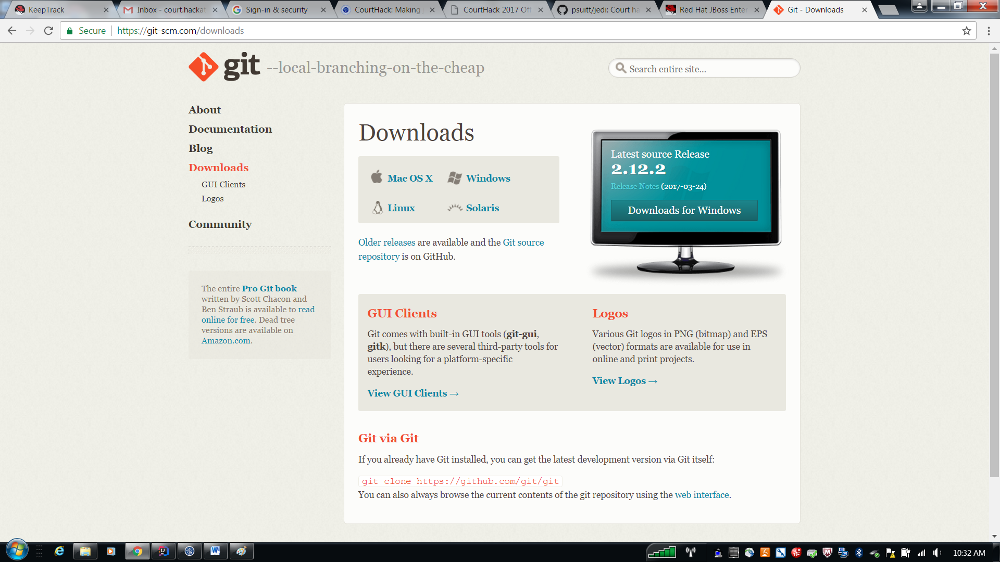 KeepTrack
Inbox - court.hackat
Sign-in & security
CourtHack: Making
CourtHack 2017 Off
psuitt/jedi: Court ha
Red Hat JBoss Enter
Git - Downloads
Secure
https://git-scm.com/downloads
git --local-branching-on-the-cheap
Search entire site...
About
Documentation
Blog
Downloads
GUI Clients
Logos
Community
The entire Pro Git book
written by Scott Chacon and
Ben Straub is available to read
online for free. Dead tree
versions are available on
Amazon.com.
Downloads
Mac OS X
Windows
Linux
Solaris
Older releases are available and the Git source
repository is on GitHub.
Latest source Release
2.12.2
Release Notes (2017-03-24)
Downloads for Windows
GUI Clients
Git comes with built-in GUI tools (git-gui,
gitk), but there are several third-party tools for
users looking for a platform-specific
experience.
View GUI Clients →
Logos
Various Git logos in PNG (bitmap) and EPS
(vector) formats are available for use in
online and print projects.
View Logos →
Git via Git
If you already have Git installed, you can get the latest development version via Git itself:
git clone https://github.com/git/git
You can also always browse the current contents of the git repository using the web interface.
10:32 AM